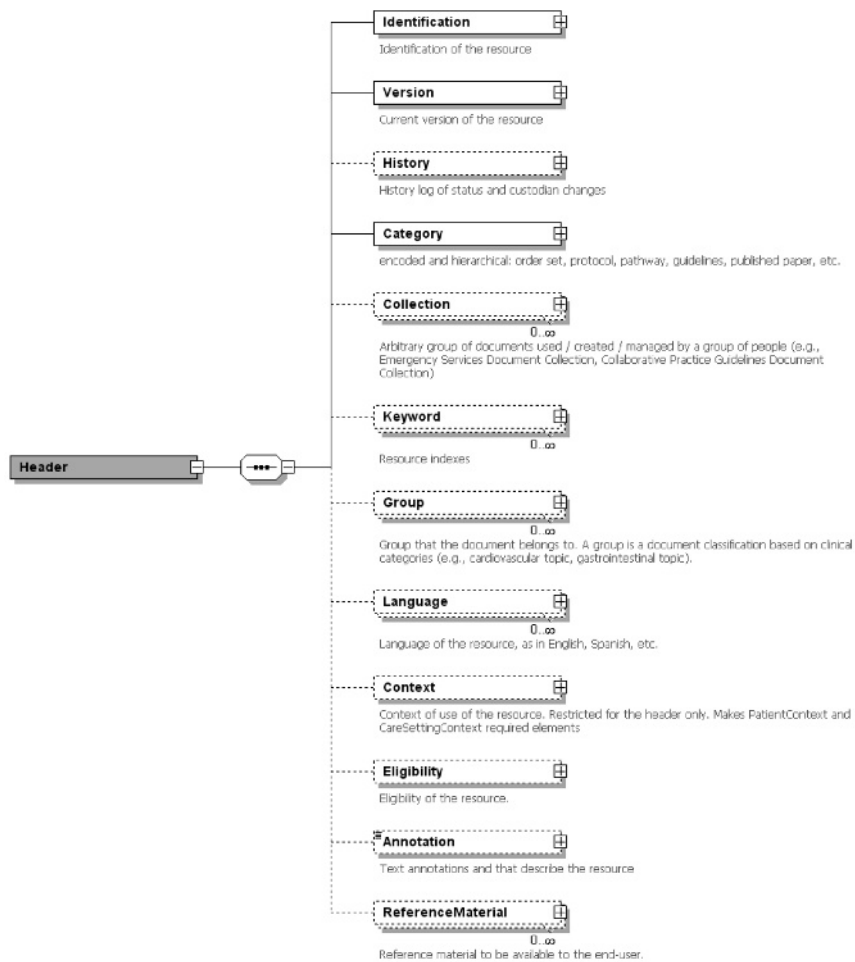 Identification
Identification of the resource
Version
Current version of the resource
History
History log of status and custodian changes
Category
encoded and hierarchical: order set, protocol, pathway, guidelines, published paper, etc.
Collection
0..∞
Arbitrary group of documents used / created / managed by a group of people (e.g.,
Emergency Services Document Collection, Collaborative Practice Guidelines Document
Collection)
Keyword
0..∞
Resource indexes
Header
Group
0..∞
Group that the document belongs to. A group is a document classification based on clinical
categories (e.g., cardiovascular topic, gastrointestinal topic).
Language
0..∞
Language of the resource, as in English, Spanish, etc.
Context
Context of use of the resource. Restricted for the header only. Makes PatientContext and
CareSettingContext required elements
Eligibility
Eligibility of the resource.
Annotation
Text annotations and that describe the resource
ReferenceMaterial
0..∞
Reference material to be available to the end-user.